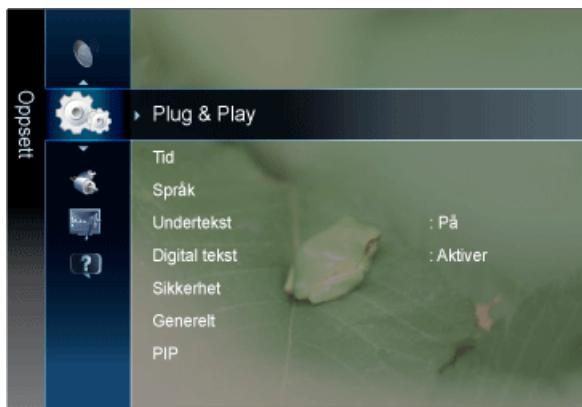 Oppsett
Plug & Play
Tid
Språk
Undertekst : På
Digital tekst : Aktiver
Sikkerhet
Generelt
PIP